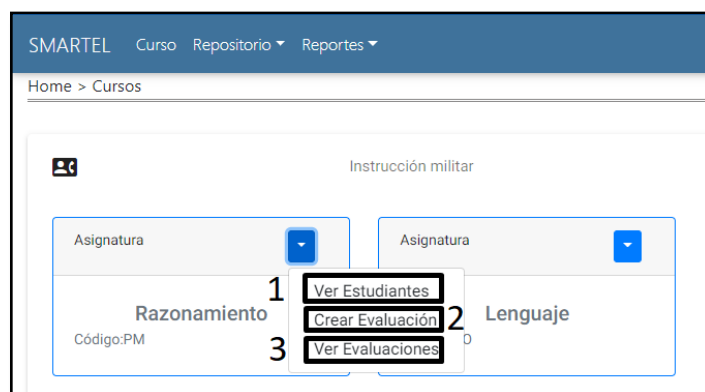 SMARTEL Curso Repositorio Reportes
Home > Cursos
Instrucción militar
Asignatura
Asignatura
1 Ver Estudiantes
Razonamiento
Crear Evaluación 2
Lenguaje
Código:PM
3 Ver Evaluaciones
O